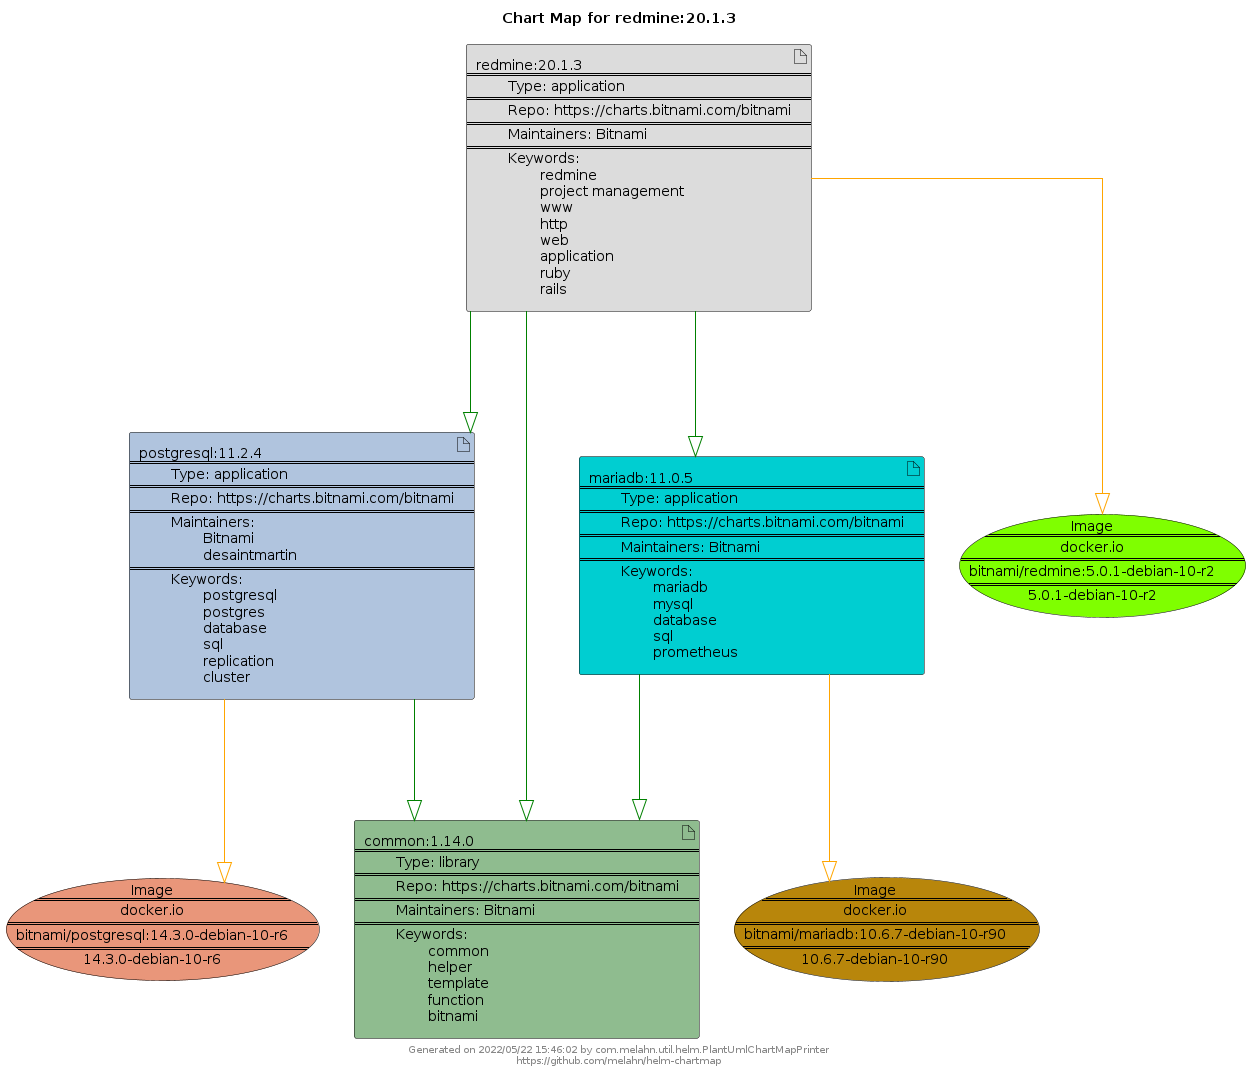 Chart Map for redmine:20.1.3
redmine:20.1.3
Type: application
Repo: https://charts.bitnami.com/bitnami
Maintainers: Bitnami
Keywords:
redmine
project management
www
http
web
application
ruby
rails
postgresql:11.2.4
Type: application
Repo: https://charts.bitnami.com/bitnami
Maintainers:
Bitnami
desaintmartin
Keywords:
postgresql
postgres
database
sql
replication
cluster
mariadb:11.0.5
Type: application
Repo: https://charts.bitnami.com/bitnami
Maintainers: Bitnami
Keywords:
mariadb
mysql
database
sql
prometheus
Image
docker.io
bitnami/redmine:5.0.1-debian-10-r2
5.0.1-debian-10-r2
Image
docker.io
bitnami/postgresql:14.3.0-debian-10-r6
14.3.0-debian-10-r6
common:1.14.0
Type: library
Repo: https://charts.bitnami.com/bitnami
Maintainers: Bitnami
Keywords:
common
helper
template
function
bitnami
Image
docker.io
bitnami/mariadb:10.6.7-debian-10-r90
10.6.7-debian-10-r90
Generated on 2022/05/22 15:46:02 by com.melahn.util.helm.PlantUmlChartMapPrinter
https://github.com/melahn/helm-chartmap